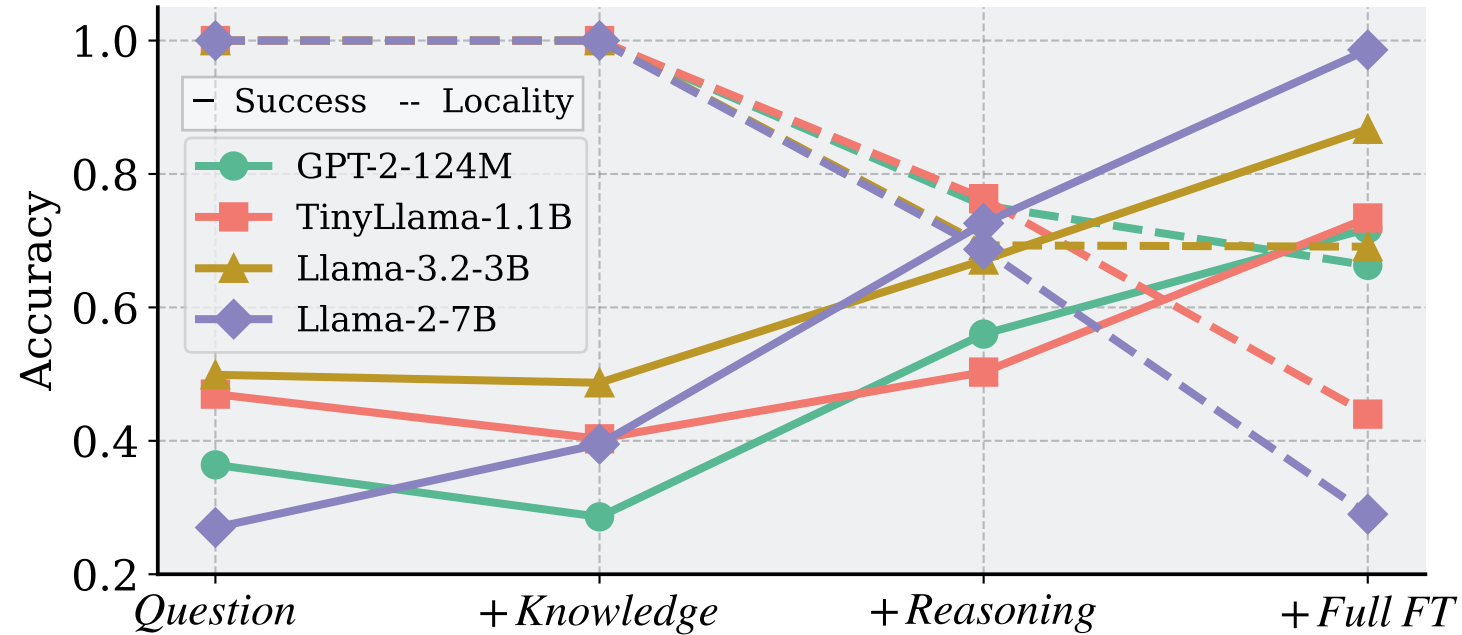 Accuracy
1.0
0.8
0.6
0.4
0.2
Success -- Locality
GPT-2-124M
TinyLlama-1.1B
Llama-3.2-3B
Llama-2-7B
Question +Knowledge +Reasoning +Full FT